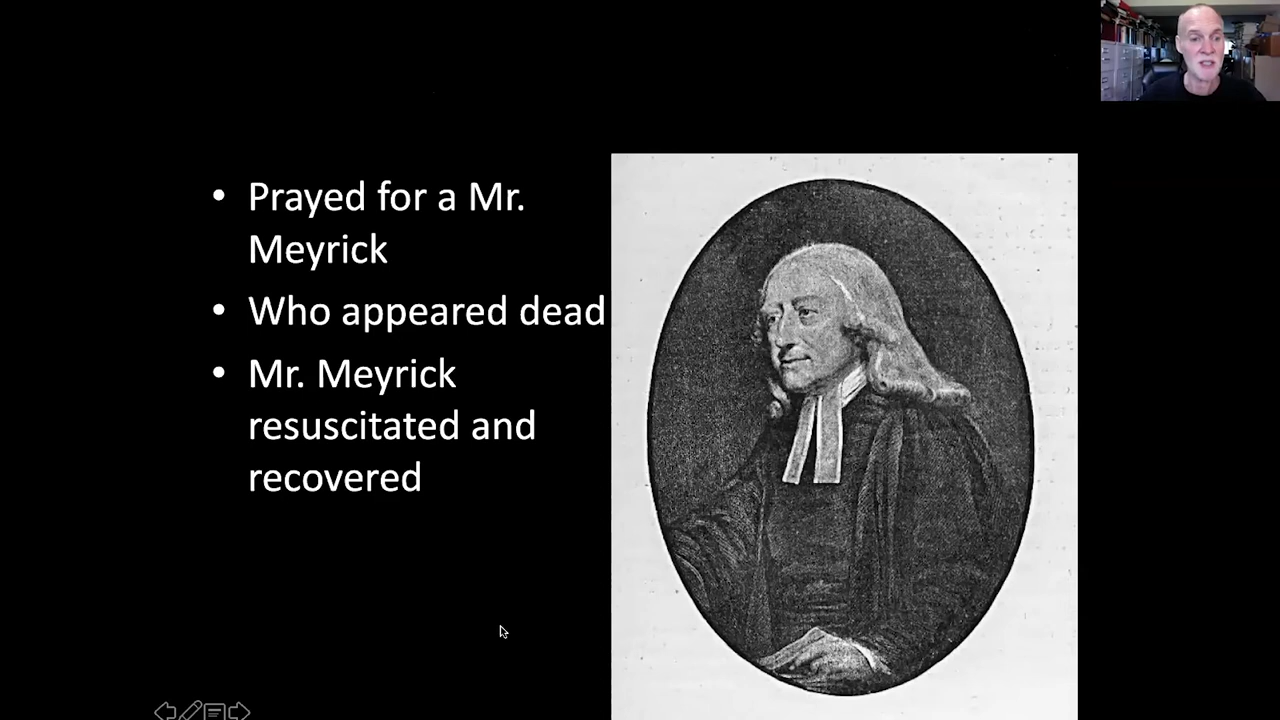 • Prayed for a Mr.
Meyrick
• Who appeared dead
• Mr. Meyrick
resuscitated and
recovered